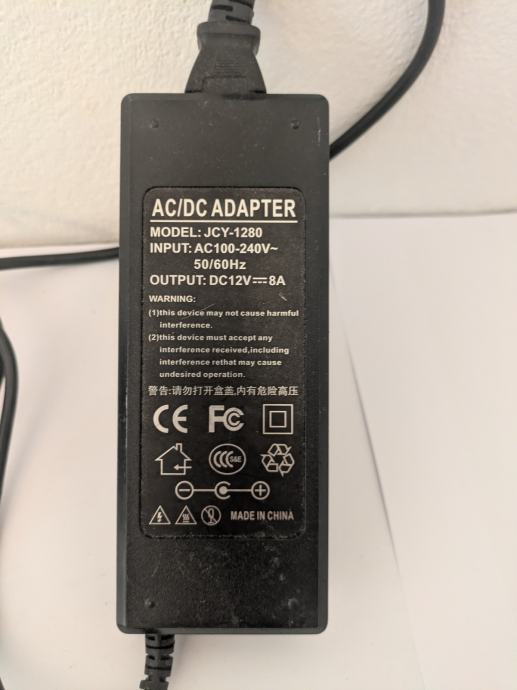 AC/DC ADAPTER
MODEL: JCY-1280
INPUT: AC100-240V~
50/60Hz
OUTPUT: DC12V⎓8A
WARNING:
(1)this device may not cause harmful
interference.
(2)this device must accept any
interference received,including
interference rethat may cause
undesired operation.
警告:请勿打开盒盖,内有危险高压
CE FC
CCC S&E
MADE IN CHINA